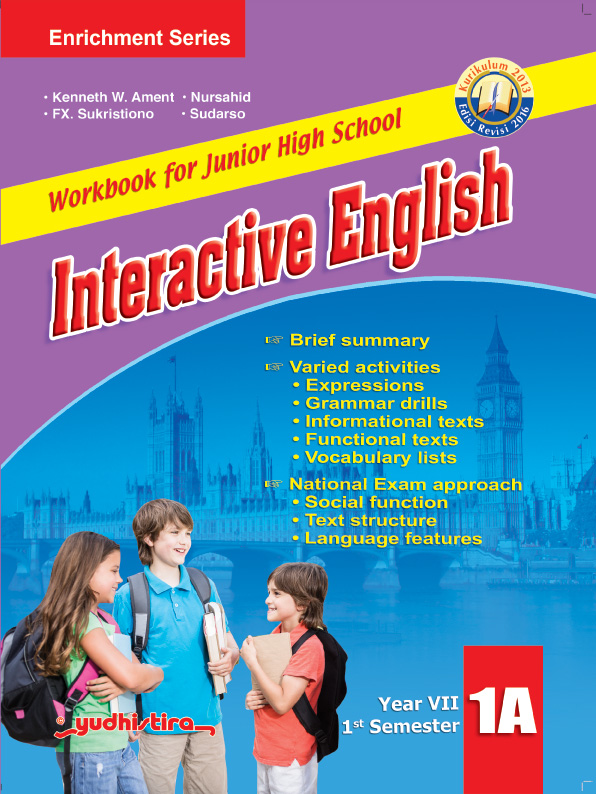 Enrichment Series
• Kenneth W. Ament • Nursahid
• FX. Sukristiono • Sudarso
Kurikulum 2013
Edisi Revisi 2016
Workbook for Junior High School
Interactive English
☞ Brief summary
☞ Varied activities
• Expressions
• Grammar drills
• Informational texts
• Functional texts
• Vocabulary lists
☞ National Exam approach
• Social function
• Text structure
• Language features
Year VII
1st Semester
1A
yudhistira